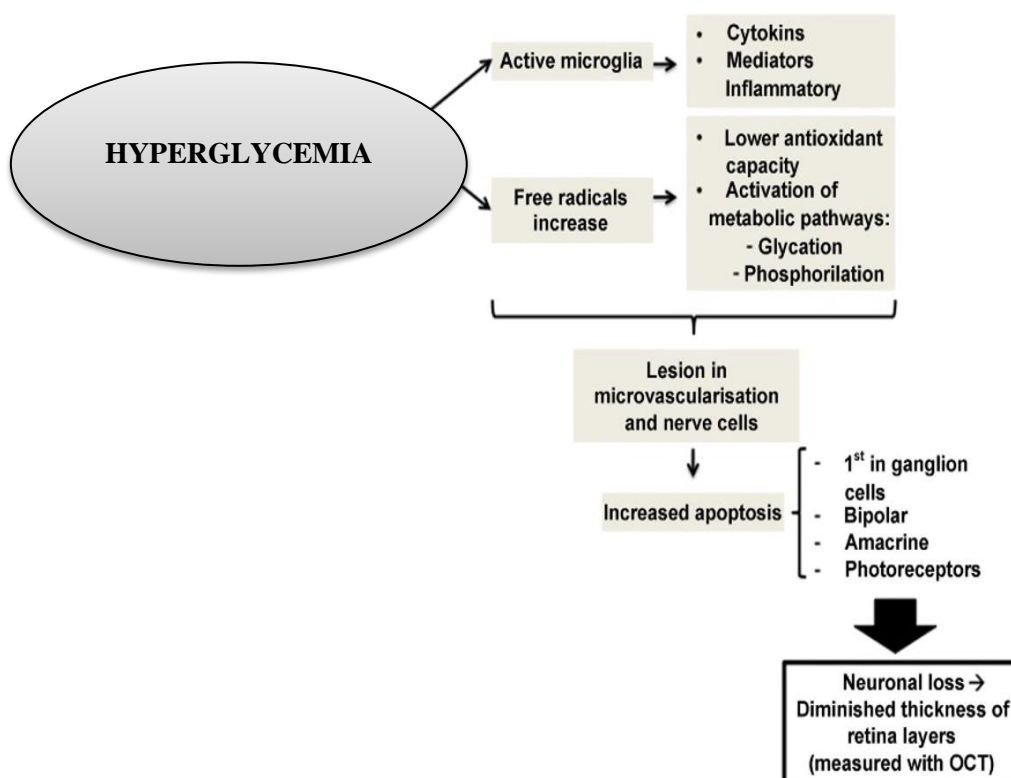 HYPERGLYCEMIA
Active microglia
• Cytokins
• Mediators
Inflammatory
Free radicals
increase
• Lower antioxidant
capacity
• Activation of
metabolic pathways:
- Glycation
- Phosphorilation
Lesion in
microvascularisation
and nerve cells
Increased apoptosis
- 1st in ganglion
cells
- Bipolar
- Amacrine
- Photoreceptors
Neuronal loss →
Diminished thickness of
retina layers
(measured with OCT)